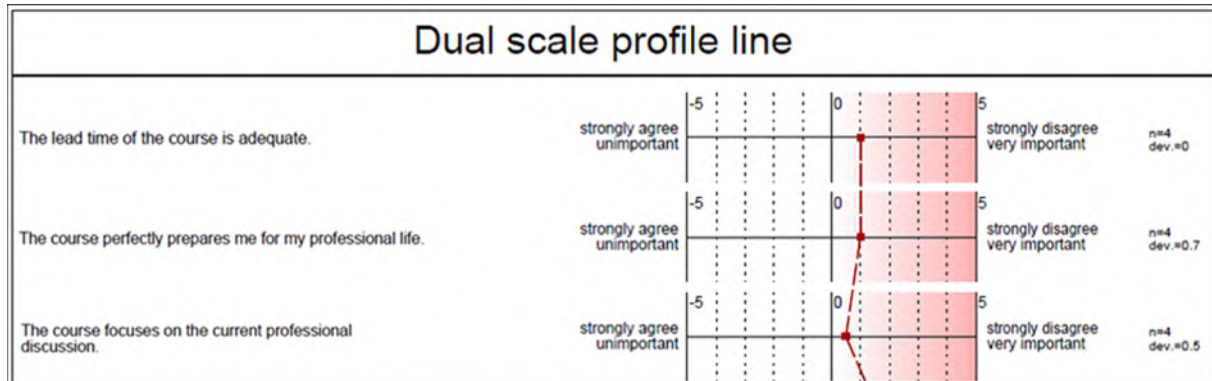 Dual scale profile line
-5 0 5
The lead time of the course is adequate.
strongly agree
unimportant
strongly disagree
very important
n=4
dev.=0
-5 0 5
The course perfectly prepares me for my professional life.
strongly agree
unimportant
strongly disagree
very important
n=4
dev.=0.7
-5 0 5
The course focuses on the current professional
discussion.
strongly agree
unimportant
strongly disagree
very important
n=4
dev.=0.5